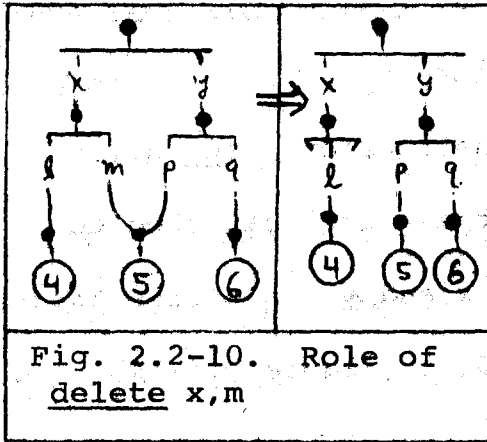 x y x y
l m p q l p q
4 5 6 4 5 6
Fig. 2.2-10. Role of
delete x,m